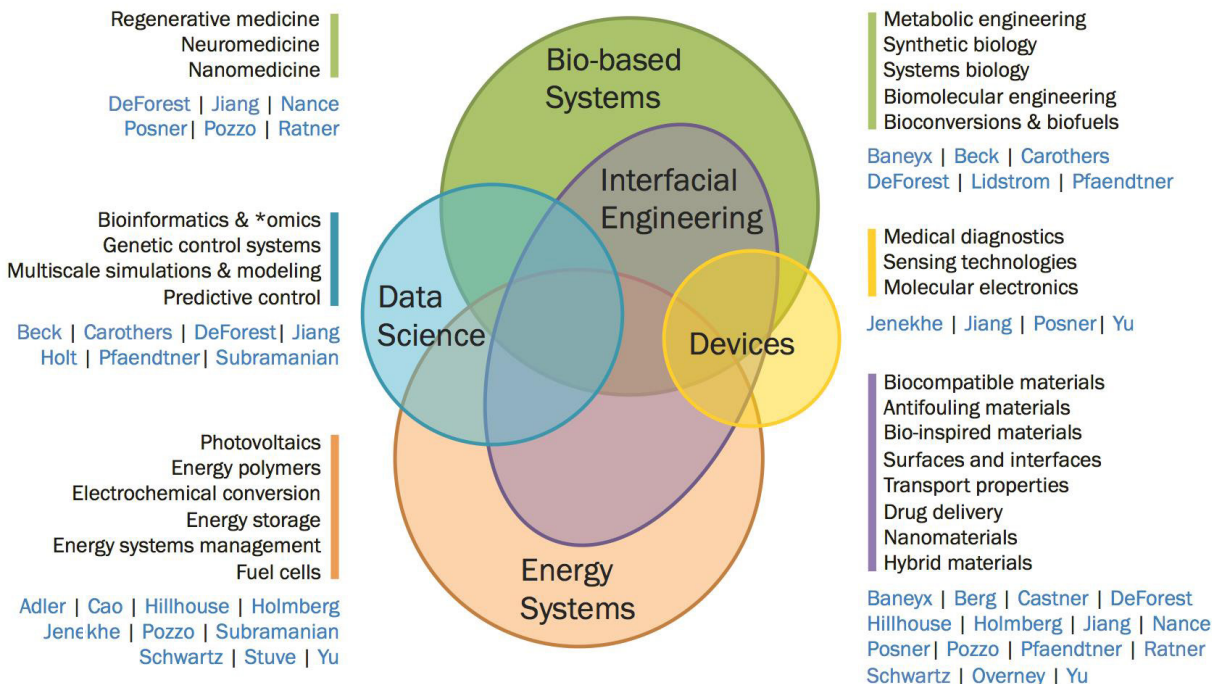 Regenerative medicine
Neuromedicine
Nanomedicine
DeForest | Jiang | Nance
Posner | Pozzo | Ratner
Bioinformatics & *omics
Genetic control systems
Multiscale simulations & modeling
Predictive control
Beck | Carothers | DeForest | Jiang
Holt | Pfaendtner | Subramanian
Photovoltaics
Energy polymers
Electrochemical conversion
Energy storage
Energy systems management
Fuel cells
Adler | Cao | Hillhouse | Holmberg
Jenekhe | Pozzo | Subramanian
Schwartz | Stuve | Yu
Bio-based
Systems
Interfacial
Engineering
Data
Science
Devices
Energy
Systems
Metabolic engineering
Synthetic biology
Systems biology
Biomolecular engineering
Bioconversions & biofuels
Baneyx | Beck | Carothers
DeForest | Lidstrom | Pfaendtner
Medical diagnostics
Sensing technologies
Molecular electronics
Jenekhe | Jiang | Posner | Yu
Biocompatible materials
Antifouling materials
Bio-inspired materials
Surfaces and interfaces
Transport properties
Drug delivery
Nanomaterials
Hybrid materials
Baneyx | Berg | Castner | DeForest
Hillhouse | Holmberg | Jiang | Nance
Posner | Pozzo | Pfaendtner | Ratner
Schwartz | Overney | Yu